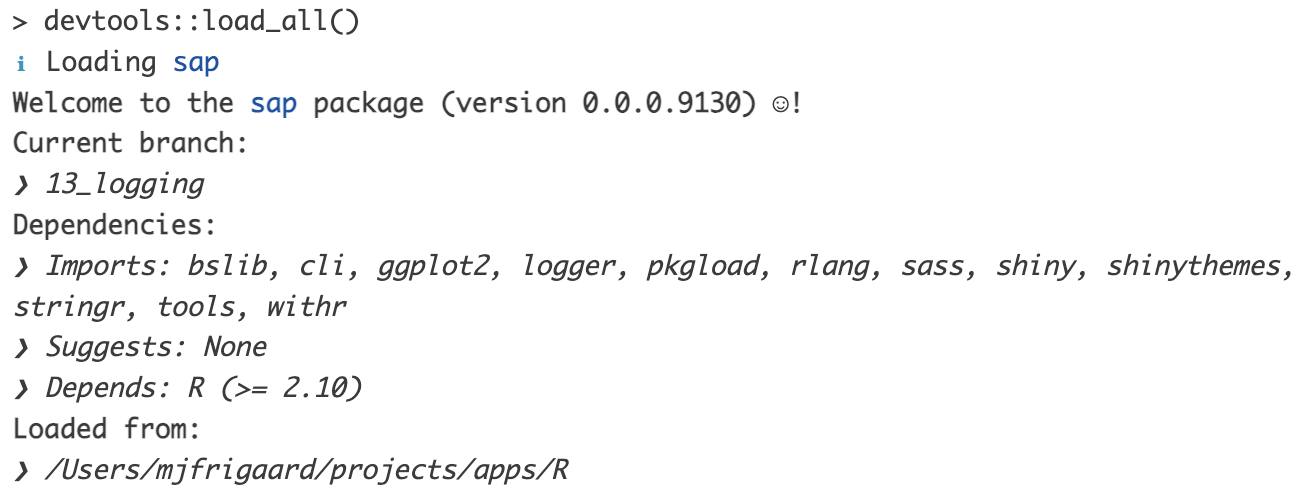 > devtools::load_all()
ℹ Loading sap
Welcome to the sap package (version 0.0.0.9130) ☺!
Current branch:
❯ 13_logging
Dependencies:
❯ Imports: bslib, cli, ggplot2, logger, pkgload, rlang, sass, shiny, shinythemes,
stringr, tools, withr
❯ Suggests: None
❯ Depends: R (>= 2.10)
Loaded from:
❯ /Users/mjfrigaard/projects/apps/R